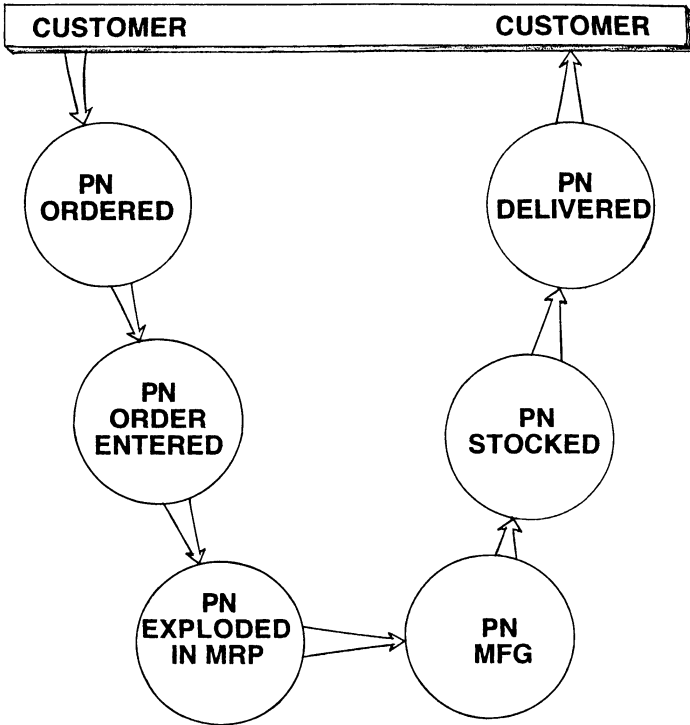 CUSTOMER
CUSTOMER
PN
ORDERED
PN
ORDER
ENTERED
PN
EXPLODED
IN MRP
PN
MFG
PN
STOCKED
PN
DELIVERED